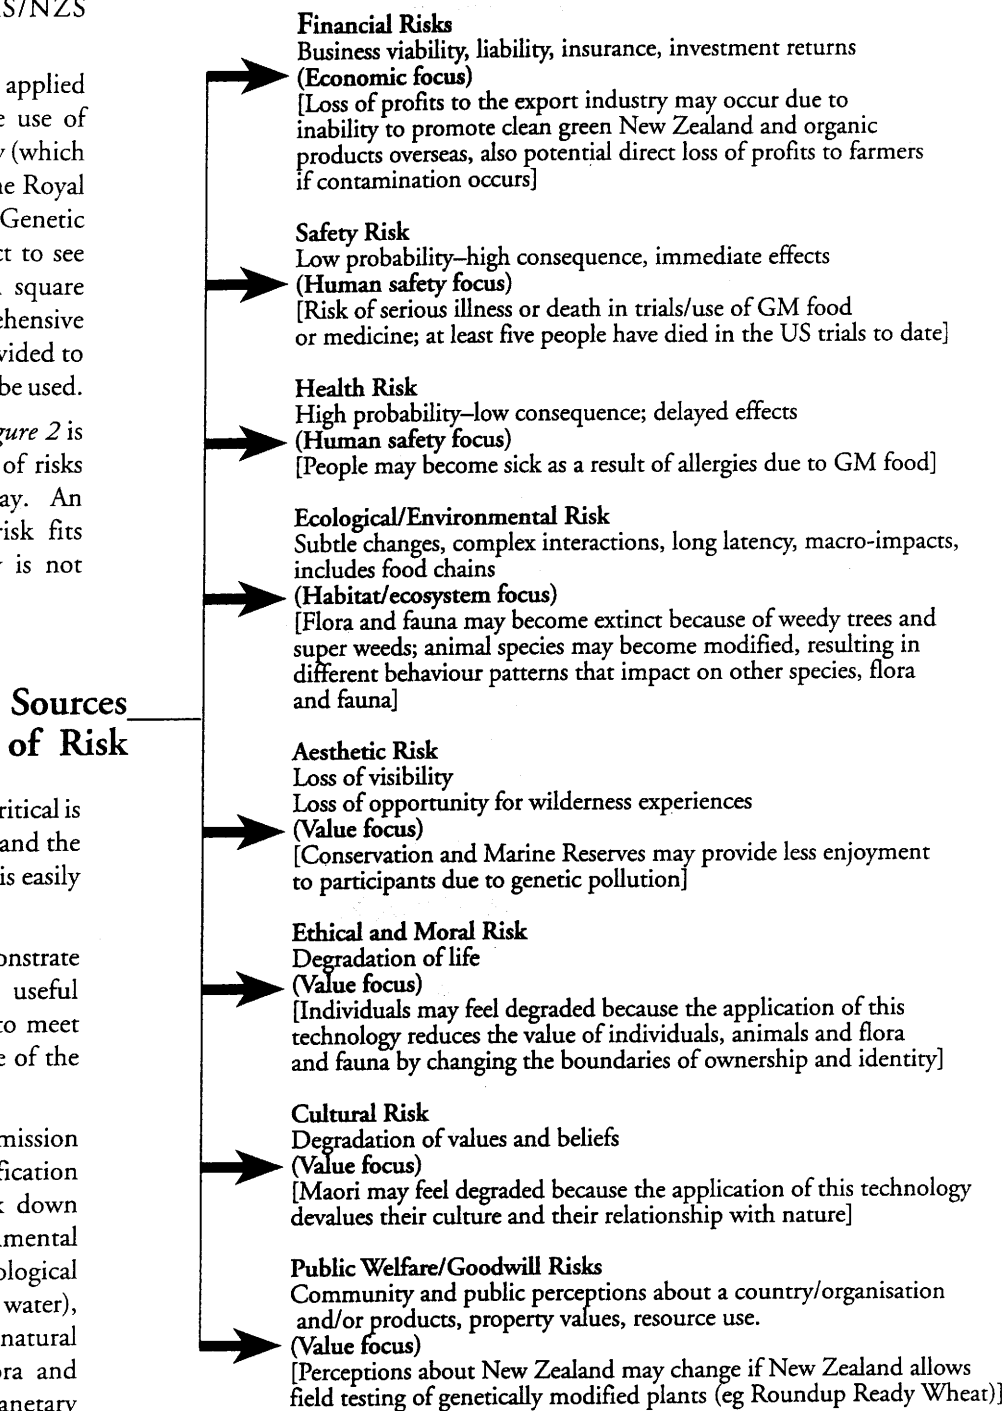 S/NZS
applied
use of
(which
Royal
Genetic
to see
square
vided to
be used.
gure 2 is
of risks
ay. An
risk fits
is not
Sources
of Risk
ritical is
and the
is easily
onstrate
useful
to meet
of the
mission
fication
down
mental
ological
water),
natural
ora and
anetary
Financial Risks
Business viability, liability, insurance, investment returns
(Economic focus)
[Loss of profits to the export industry may occur due to
inability to promote clean green New Zealand and organic
products overseas, also potential direct loss of profits to farmers
if contamination occurs]
Safety Risk
Low probability–high consequence, immediate effects
(Human safety focus)
[Risk of serious illness or death in trials/use of GM food
or medicine; at least five people have died in the US trials to date]
Health Risk
High probability–low consequence; delayed effects
(Human safety focus)
[People may become sick as a result of allergies due to GM food]
Ecological/Environmental Risk
Subtle changes, complex interactions, long latency, macro-impacts,
includes food chains
(Habitat/ecosystem focus)
[Flora and fauna may become extinct because of weedy trees and
super weeds; animal species may become modified, resulting in
different behaviour patterns that impact on other species, flora
and fauna]
Aesthetic Risk
Loss of visibility
Loss of opportunity for wilderness experiences
(Value focus)
[Conservation and Marine Reserves may provide less enjoyment
to participants due to genetic pollution]
Ethical and Moral Risk
Degradation of life
(Value focus)
[Individuals may feel degraded because the application of this
technology reduces the value of individuals, animals and flora
and fauna by changing the boundaries of ownership and identity]
Cultural Risk
Degradation of values and beliefs
(Value focus)
[Maori may feel degraded because the application of this technology
devalues their culture and their relationship with nature]
Public Welfare/Goodwill Risks
Community and public perceptions about a country/organisation
and/or products, property values, resource use.
(Value focus)
[Perceptions about New Zealand may change if New Zealand allows
field testing of genetically modified plants (eg Roundup Ready Wheat)]